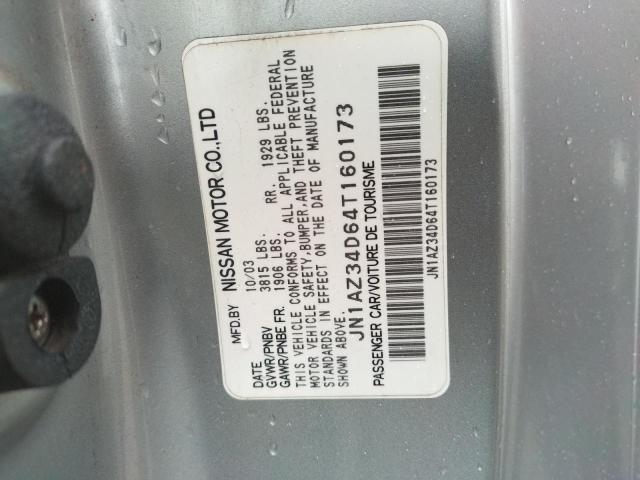 MFD.BY NISSAN MOTOR CO.,LTD
DATE 10/03
GVWR/PNBV 3815 LBS.
GAWR/PNBE FR. 1906 LBS. RR. 1929 LBS.
THIS VEHICLE CONFORMS TO ALL APPLICABLE FEDERAL
MOTOR VEHICLE SAFETY,BUMPER,AND THEFT PREVENTION
STANDARDS IN EFFECT ON THE DATE OF MANUFACTURE
SHOWN ABOVE.
JN1AZ34D64T160173
PASSENGER CAR/VOITURE DE TOURISME
JN1AZ34D64T160173